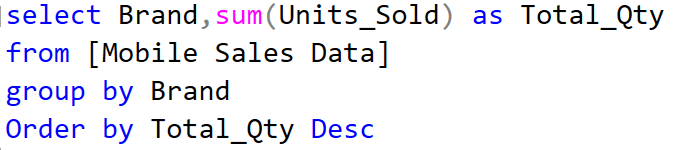 select Brand,sum(Units_Sold) as Total_Qty
from [Mobile Sales Data]
group by Brand
Order by Total_Qty Desc